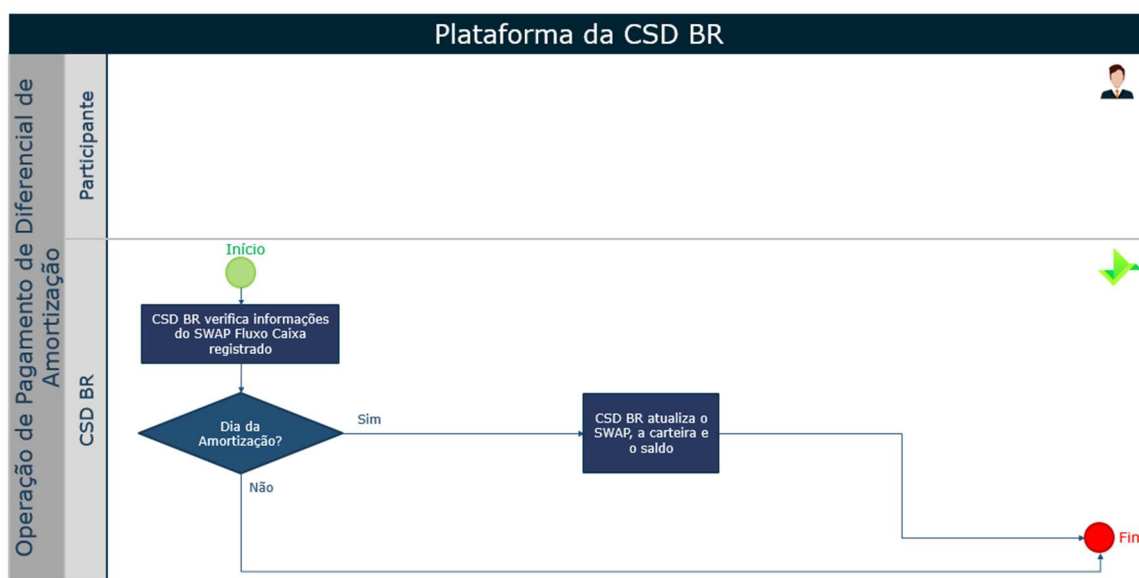 Plataforma da CSD BR
Operação de Pagamento de Diferencial de
Amortização
Participante
CSD BR
Início
CSD BR verifica informações
do SWAP Fluxo Caixa
registrado
Dia da
Amortização?
Sim
Não
CSD BR atualiza o
SWAP, a carteira e
o saldo
Fim